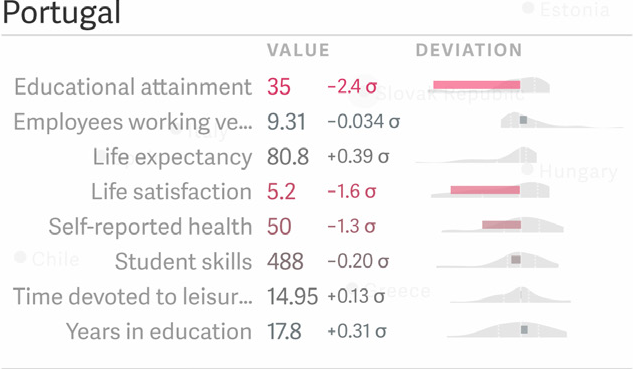 Portugal
Estonia
VALUE DEVIATION
Educational attainment 35 −2.4 σ
Slovak Republic
Employees working ve... 9.31 −0.034 σ
Life expectancy 80.8 +0.39 σ
Hungary
Life satisfaction 5.2 −1.6 σ
Self-reported health 50 −1.3 σ
Chile
Student skills 488 −0.20 σ
Greece
Time devoted to leisur... 14.95 +0.13 σ
Years in education 17.8 +0.31 σ